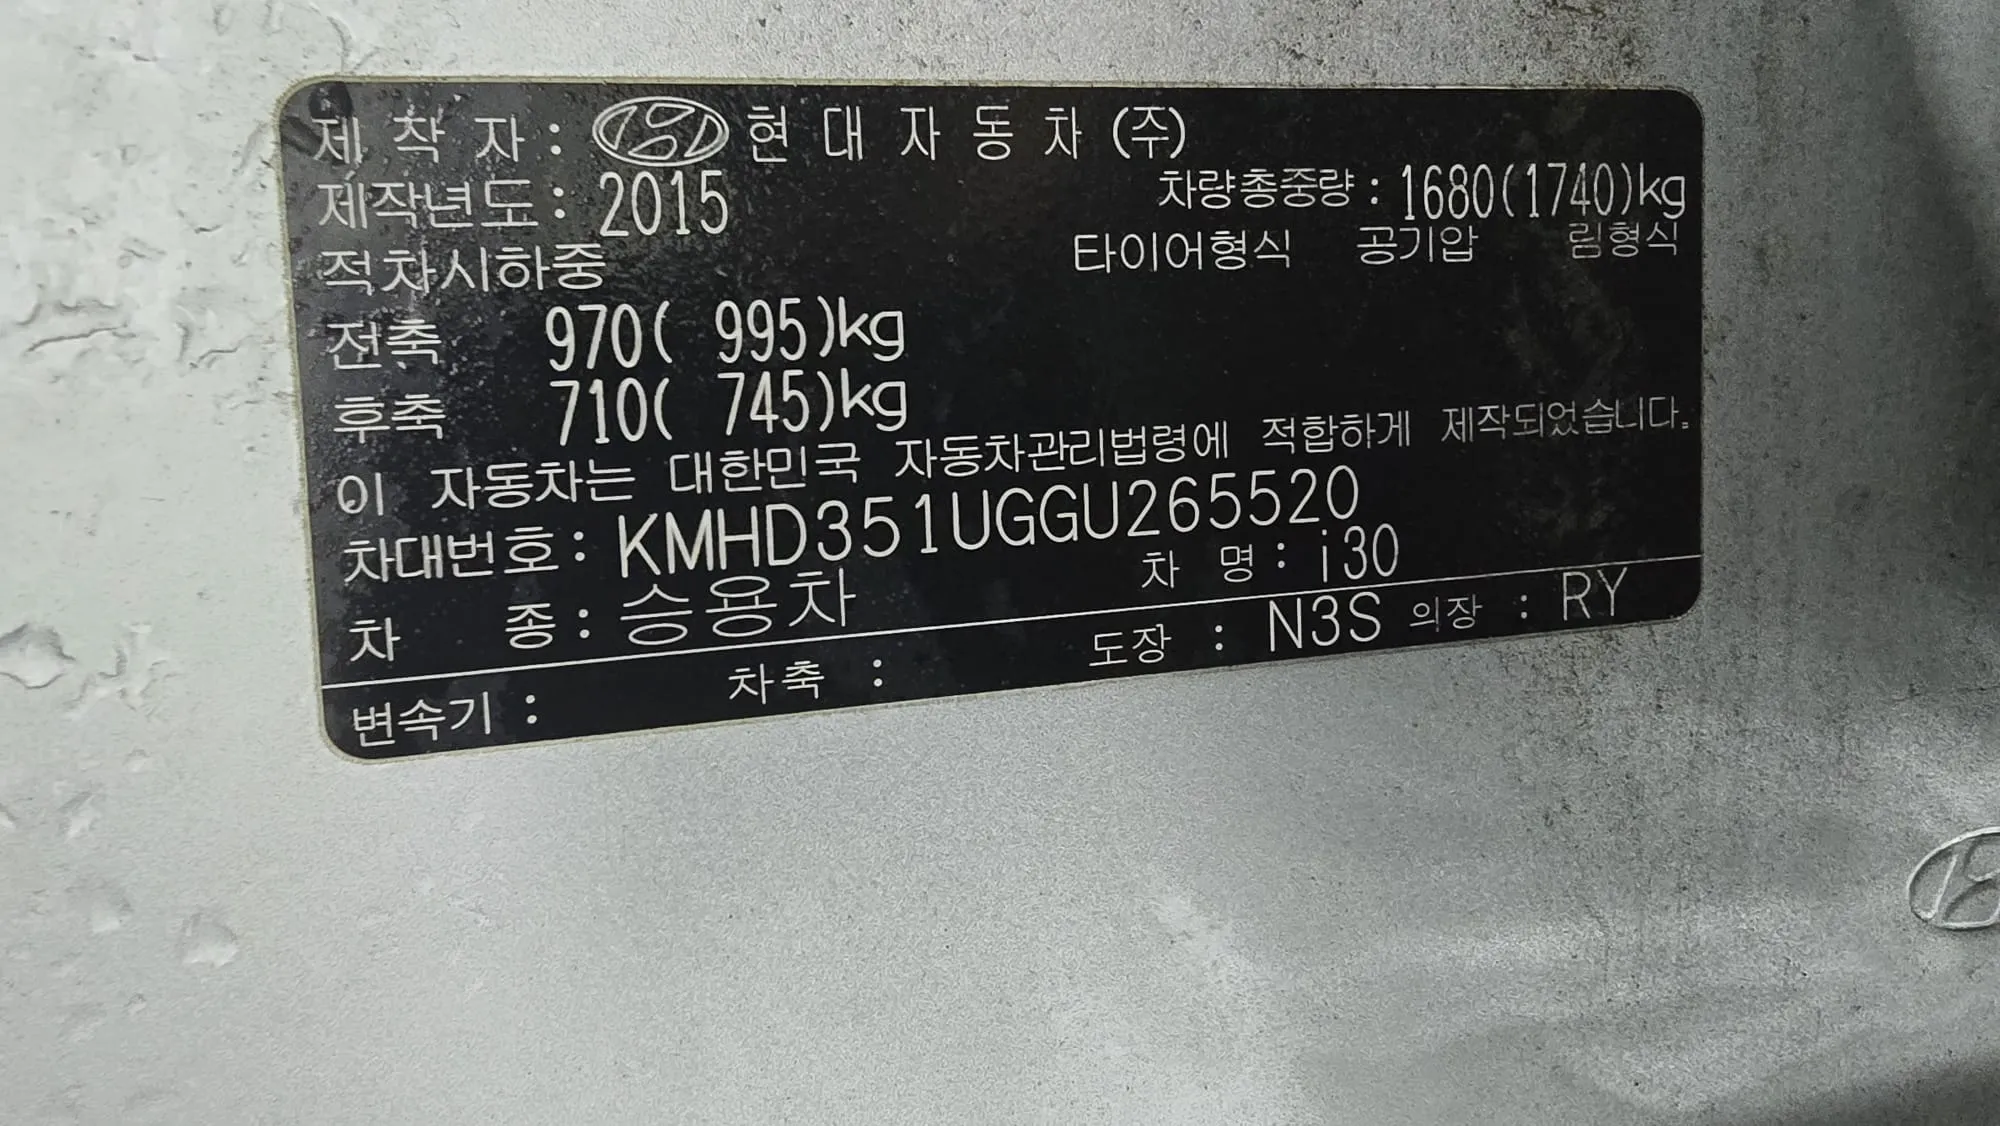 제 작 자 : 현 대 자 동 차 (주)
제작년도 : 2015 차량총중량 : 1680(1740)kg
적차시하중 타이어형식 공기압 림형식
전축 970( 995)kg
후축 710( 745)kg
이 자동차는 대한민국 자동차관리법령에 적합하게 제작되었습니다.
차대번호 : KMHD351UGGU265520
차 종 : 승용차 차 명 : i30
변속기 : 차축 : 도장 : N3S 의장 : RY